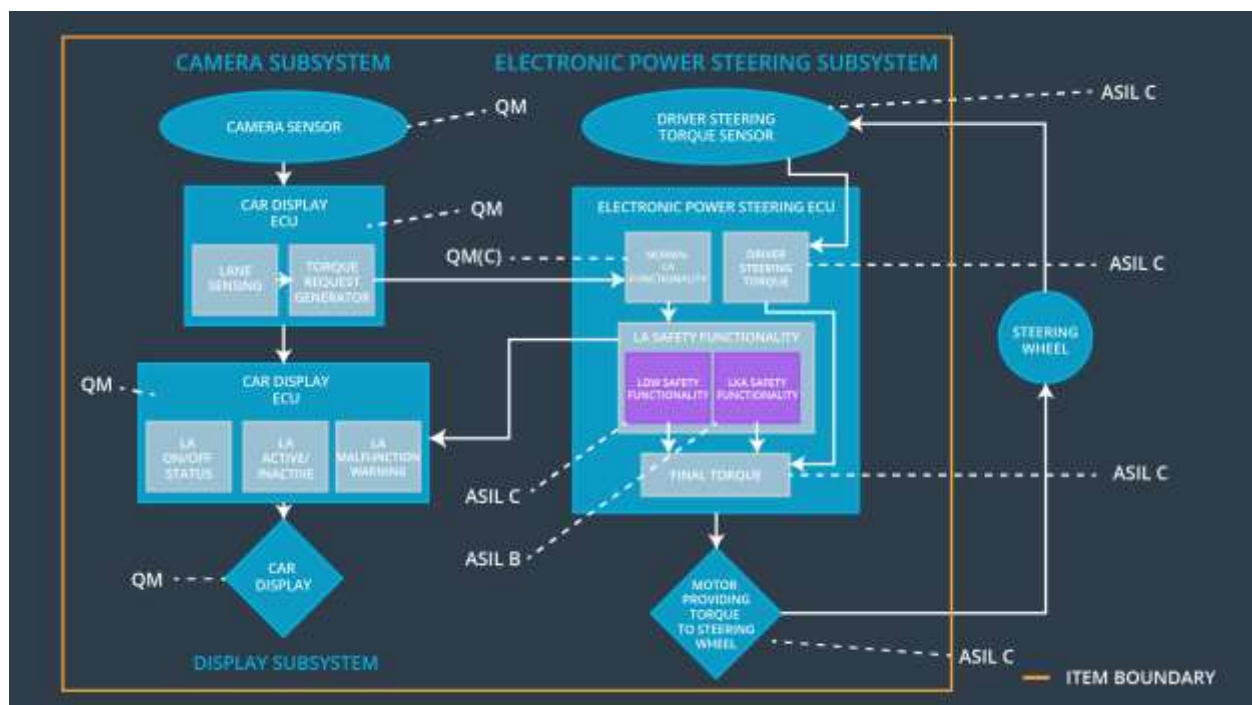 CAMERA SUBSYSTEM
ELECTRONIC POWER STEERING SUBSYSTEM
CAMERA SENSOR
QM
DRIVER STEERING
TORQUE SENSOR
ASIL C
CAR DISPLAY
ECU
QM
LANE
SENSING
TORQUE
REQUEST
GENERATOR
ELECTRONIC POWER STEERING ECU
QM(C)
LA
FUNCTIONALITY
DRIVER
STEERING
TORQUE
ASIL C
STEERING
WHEEL
LA SAFETY FUNCTIONALITY
LDW SAFETY
FUNCTIONALITY
LKA SAFETY
FUNCTIONALITY
QM
CAR DISPLAY
ECU
LA
ON/OFF
STATUS
LA
ACTIVE/
INACTIVE
LA
MALFUNCTION
WARNING
FINAL TORQUE
ASIL C
ASIL C
ASIL B
QM
CAR
DISPLAY
MOTOR
PROVIDING
TORQUE
TO STEERING
WHEEL
ASIL C
DISPLAY SUBSYSTEM
ITEM BOUNDARY